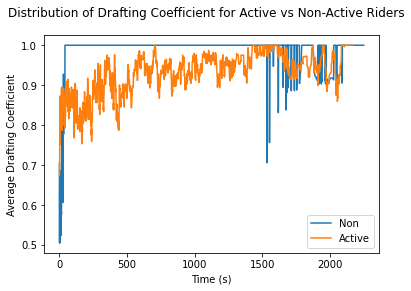 Distribution of Drafting Coefficient for Active vs Non-Active Riders
Average Drafting Coefficient
1.0
0.9
0.8
0.7
0.6
0.5
0
500
1000
1500
2000
Time (s)
Non
Active